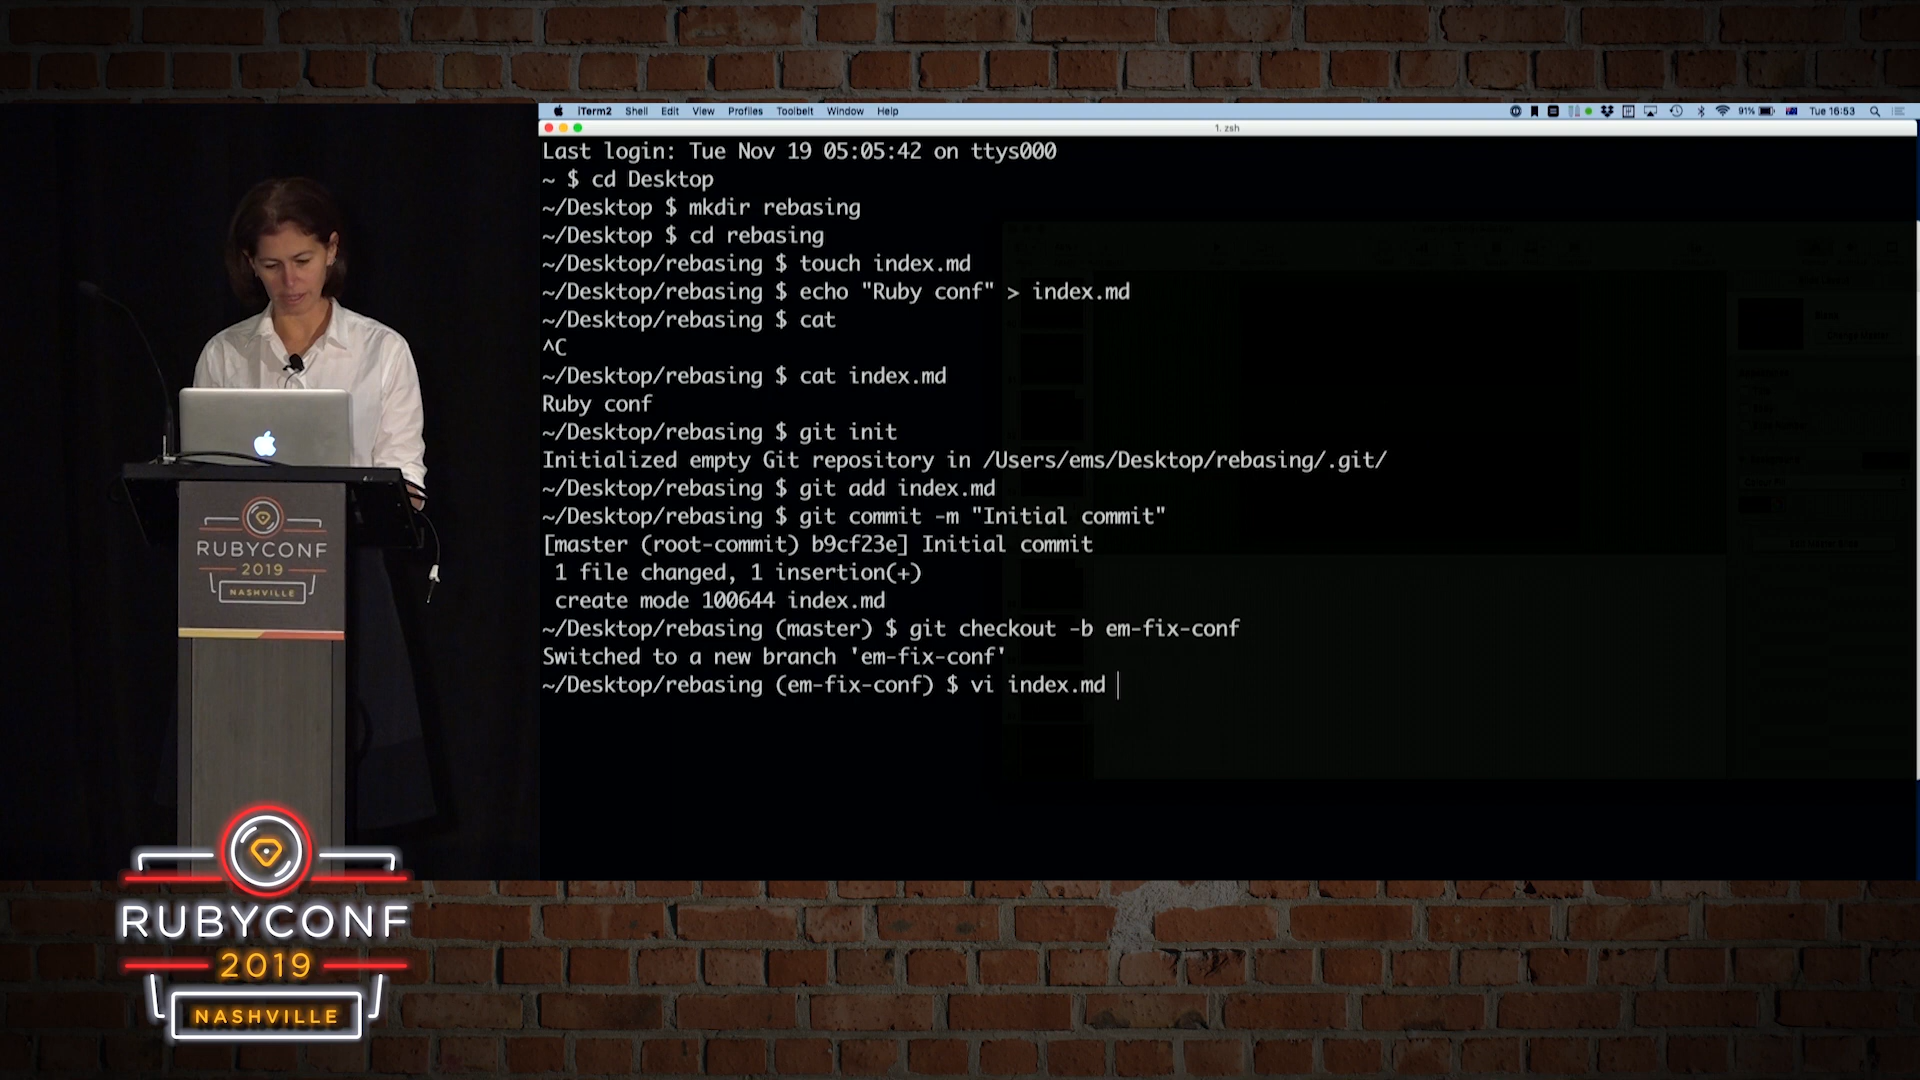 iTerm2 Shell Edit View Profiles Toolbelt Window Help
91% Tue 16:53
1. zsh
Last login: Tue Nov 19 05:05:42 on ttys000
~ $ cd Desktop
~/Desktop $ mkdir rebasing
~/Desktop $ cd rebasing
~/Desktop/rebasing $ touch index.md
~/Desktop/rebasing $ echo "Ruby conf" > index.md
~/Desktop/rebasing $ cat
^C
~/Desktop/rebasing $ cat index.md
Ruby conf
~/Desktop/rebasing $ git init
Initialized empty Git repository in /Users/ems/Desktop/rebasing/.git/
~/Desktop/rebasing $ git add index.md
~/Desktop/rebasing $ git commit -m "Initial commit"
[master (root-commit) b9cf23e] Initial commit
1 file changed, 1 insertion(+)
create mode 100644 index.md
~/Desktop/rebasing (master) $ git checkout -b em-fix-conf
Switched to a new branch 'em-fix-conf'
~/Desktop/rebasing (em-fix-conf) $ vi index.md
RUBYCONF
2019
NASHVILLE
RUBYCONF
2019
NASHVILLE